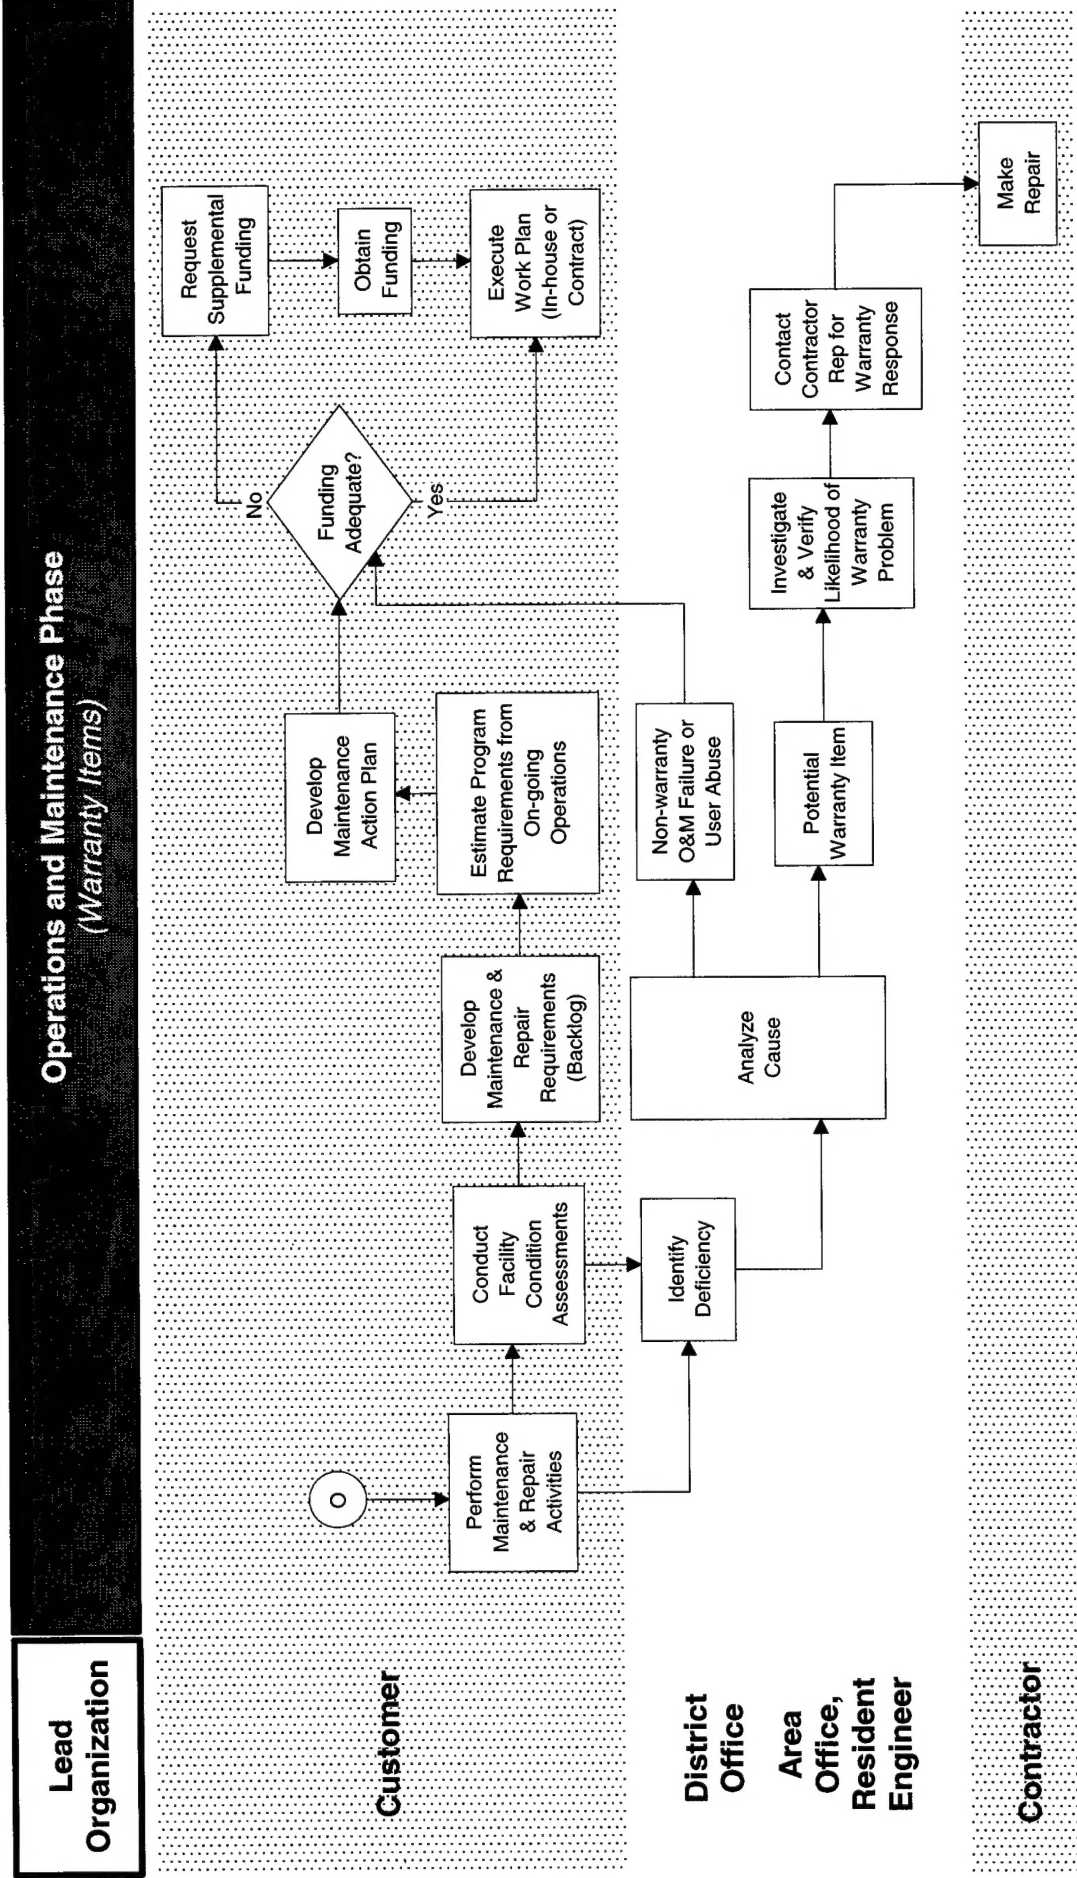 Lead
Organization
Operations and Maintenance Phase
(Warranty Items)
Customer
O
Perform
Maintenance
& Repair
Activities
Conduct
Facility
Condition
Assessments
Develop
Maintenance &
Repair
Requirements
(Backlog)
Estimate Program
Requirements from
On-going
Operations
Develop
Maintenance
Action Plan
Funding
Adequate?
No
Yes
Request
Supplemental
Funding
Obtain
Funding
Execute
Work Plan
(In-house or
Contract)
District
Office
Area
Office,
Resident
Engineer
Identify
Deficiency
Analyze
Cause
Non-warranty
O&M Failure or
User Abuse
Potential
Warranty Item
Investigate
& Verify
Likelihood of
Warranty
Problem
Contact
Contractor
Rep for
Warranty
Response
Contractor
Make
Repair